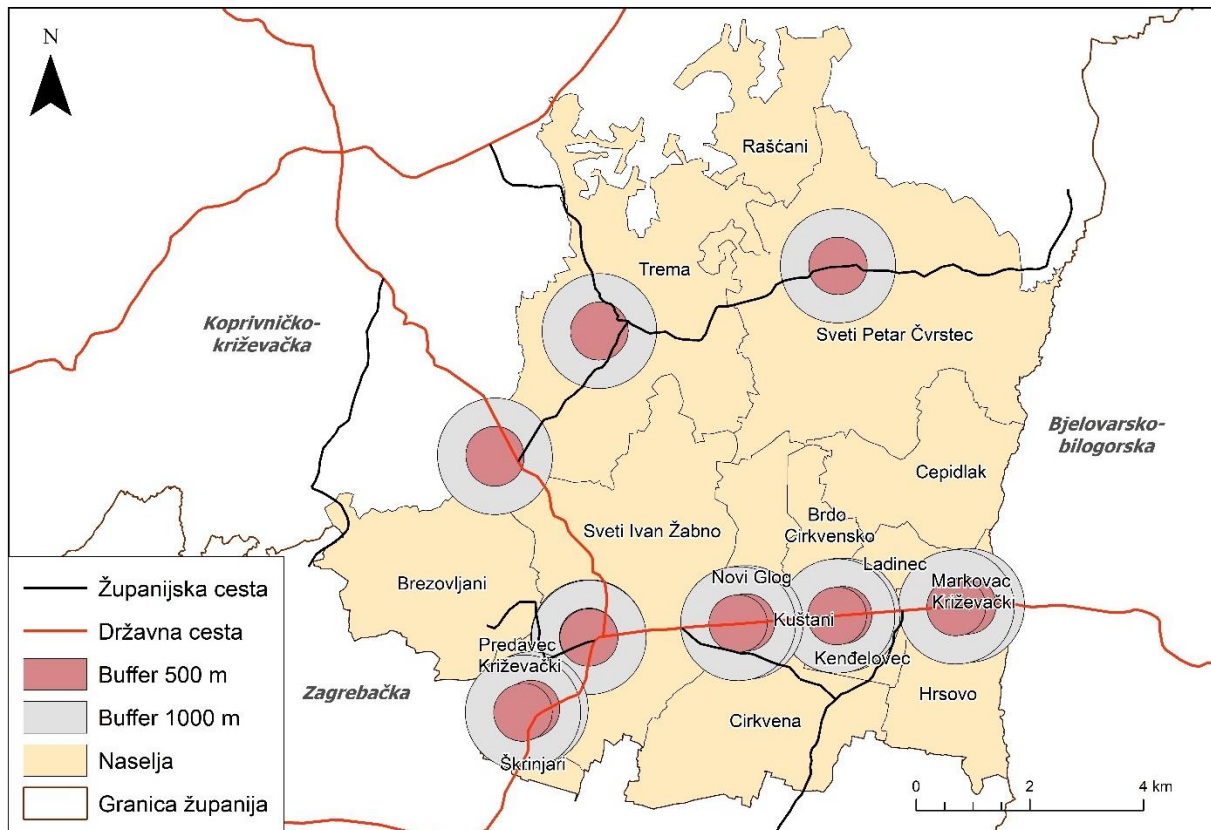 N
Rašćani
Trema
Koprivničko-
križevačka
Sveti Petar Čvrstec
Bjelovarsko-
bilogorska
Cepidlak
Brdo
Cirkvensko
Sveti Ivan Žabno
Ladinec
Novi Glog
Markovac
Križevački
Brezovljani
Kuštani
Predavec
Križevački
Kenđelovec
Zagrebačka
Hrsovo
Cirkvena
Škrinjari
Županijska cesta
Državna cesta
Buffer 500 m
Buffer 1000 m
Naselja
Granica županija
0 2 4 km